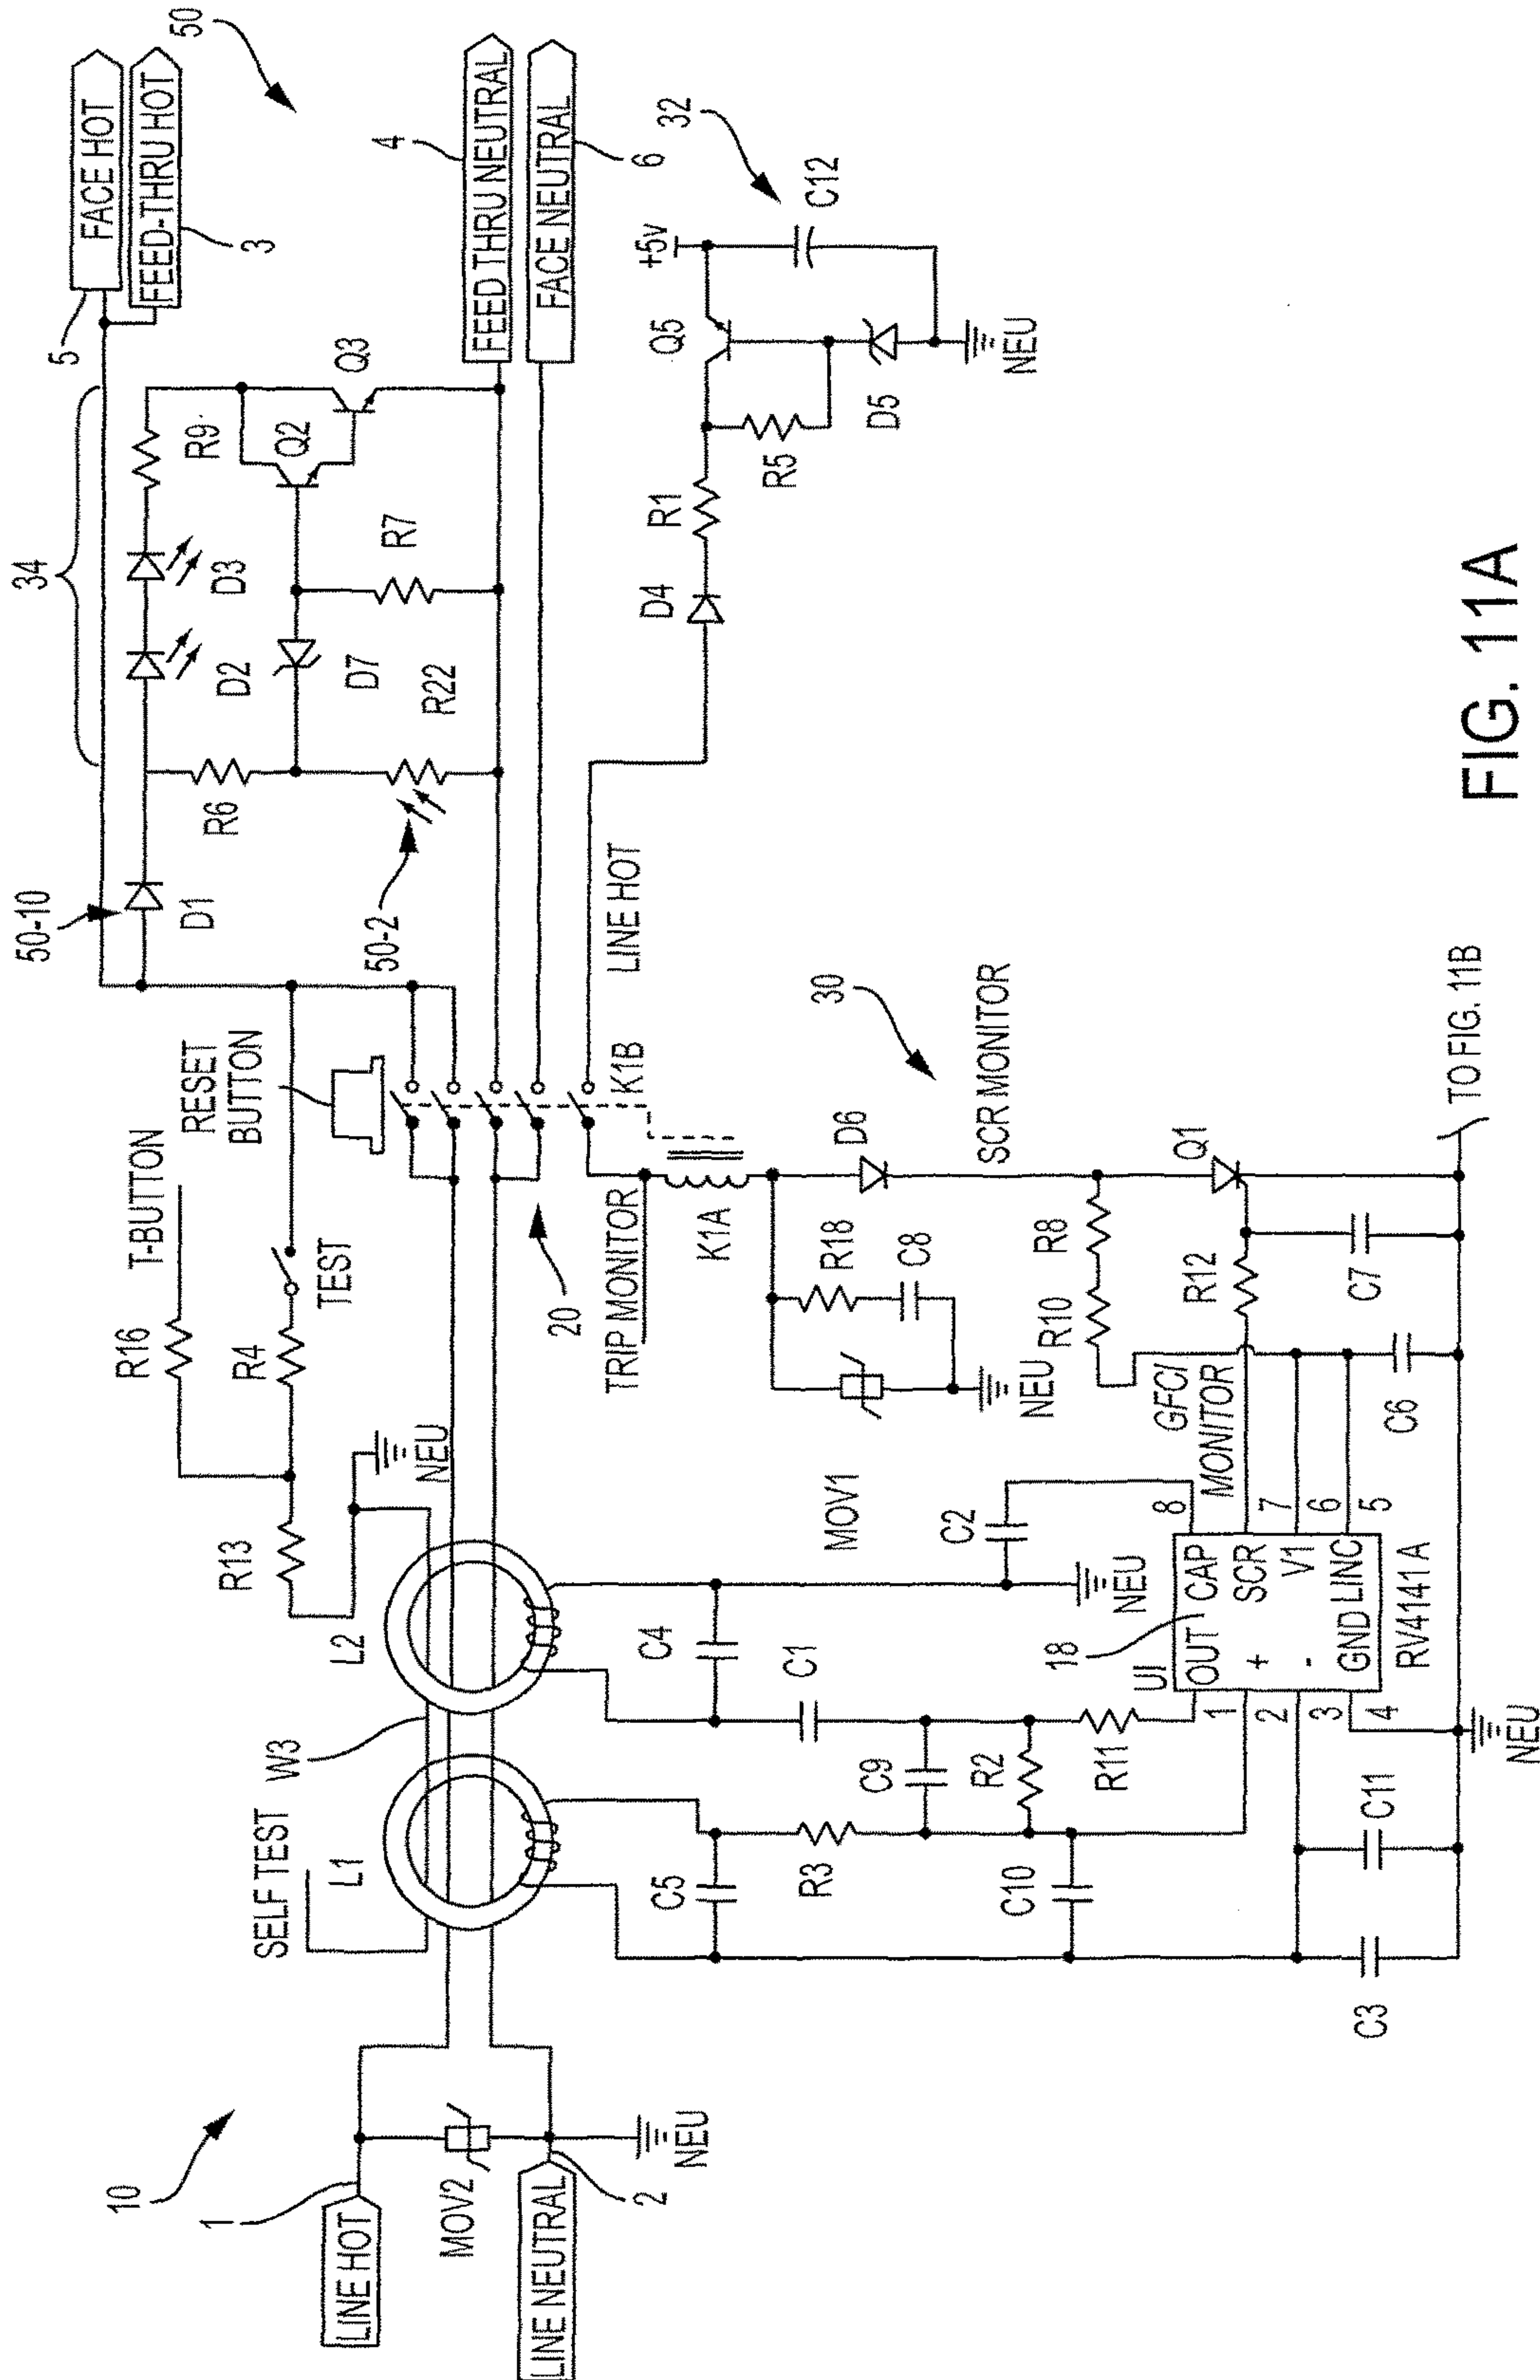 50
FACE HOT
FEED-THRU HOT
5
3
34
50-10
D1
D2
D3
R9
Q2
Q3
R6
D7
R7
R22
50-2
4
FEED THRU NEUTRAL
FACE NEUTRAL
6
32
+5v
C12
Q5
R5
D5
NEU
R1
D4
LINE HOT
T-BUTTON
R16
RESET
BUTTON
R4
TEST
R13
NEU
K1B
20
TRIP MONITOR
K1A
30
D6
SCR MONITOR
R18
C8
NEU
MOV1
R8
R10
Q1
R12
C7
GFCI
MONITOR
C6
TO FIG. 11B
10
1
LINE HOT
MOV2
LINE NEUTRAL
2
NEU
SELF TEST
L1
W3
L2
C5
C4
C1
R3
C9
R2
C10
R11
C2
NEU
18
UI
OUT CAP
+ SCR
- V1
GND LINC
1
2
3
4
8
7
6
5
RV4141A
C3
C11
NEU
FIG. 11A